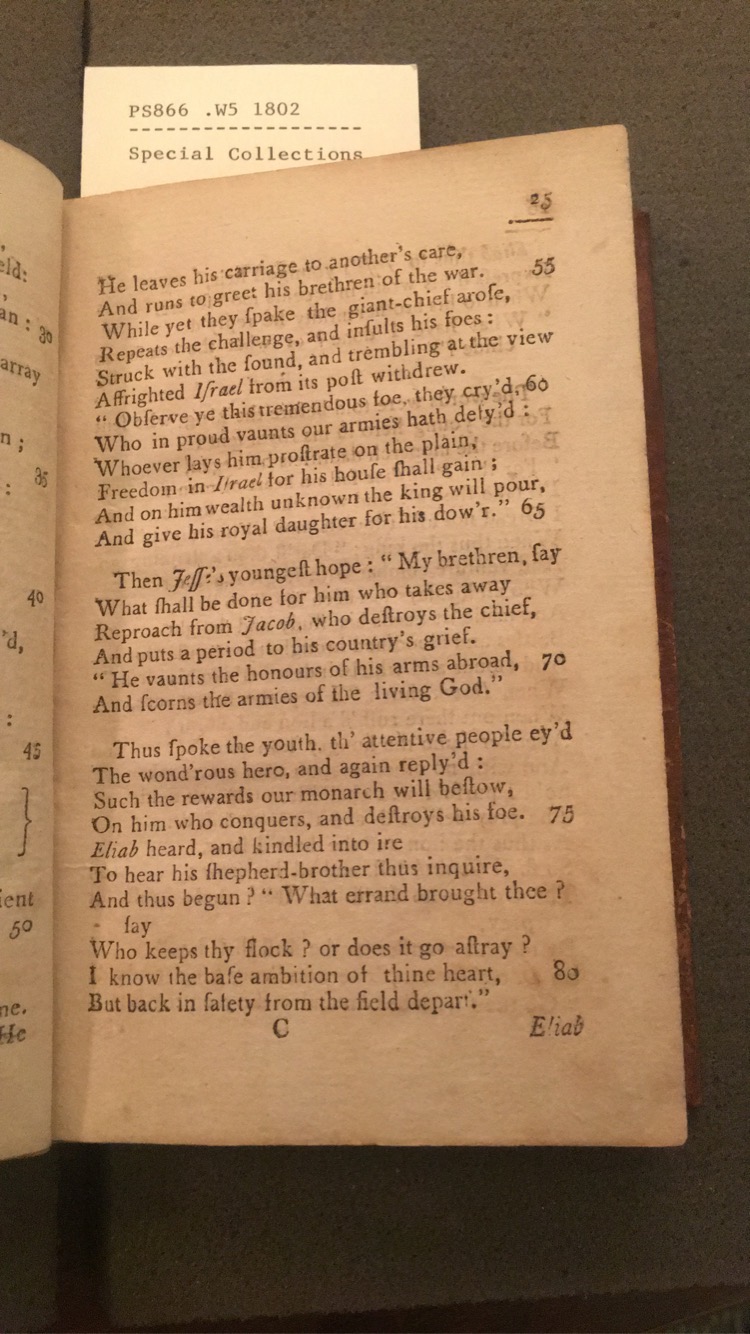 PS866 .W5 1802
-------------------
Special Collections
25
He leaves his carriage to another's care,
And runs to greet his brethren of the war. 55
While yet they ſpake the giant-chief aroſe,
Repeats the challenge, and inſults his foes :
Struck with the ſound, and trembling at the view
Affrighted Iſrael from its poſt withdrew.
“ Obſerve ye this tremendous foe, they cry'd, 60
Who in proud vaunts our armies hath defy'd :
Whoever lays him proſtrate on the plain,
Freedom in Iſrael for his houſe ſhall gain ;
And on him wealth unknown the king will pour,
And give his royal daughter for his dow'r.” 65
Then Jeſſe's youngeſt hope : “ My brethren, ſay
What ſhall be done for him who takes away
Reproach from Jacob, who deſtroys the chief,
And puts a period to his country's grief.
“ He vaunts the honours of his arms abroad, 70
And ſcorns the armies of the living God.”
Thus ſpoke the youth, th' attentive people ey'd
The wond'rous hero, and again reply'd :
Such the rewards our monarch will beſtow,
On him who conquers, and deſtroys his foe. 75
Eliab heard, and kindled into ire
To hear his ſhepherd-brother thus inquire,
And thus begun ? “ What errand brought thee ?
ſay
Who keeps thy flock ? or does it go aſtray ?
I know the baſe ambition of thine heart, 80
But back in ſafety from the field depart.”
C Eliab
eld:
an : 30
array
n ;
: 35
40
'd,
:
45
}
ient
50
ne.
He